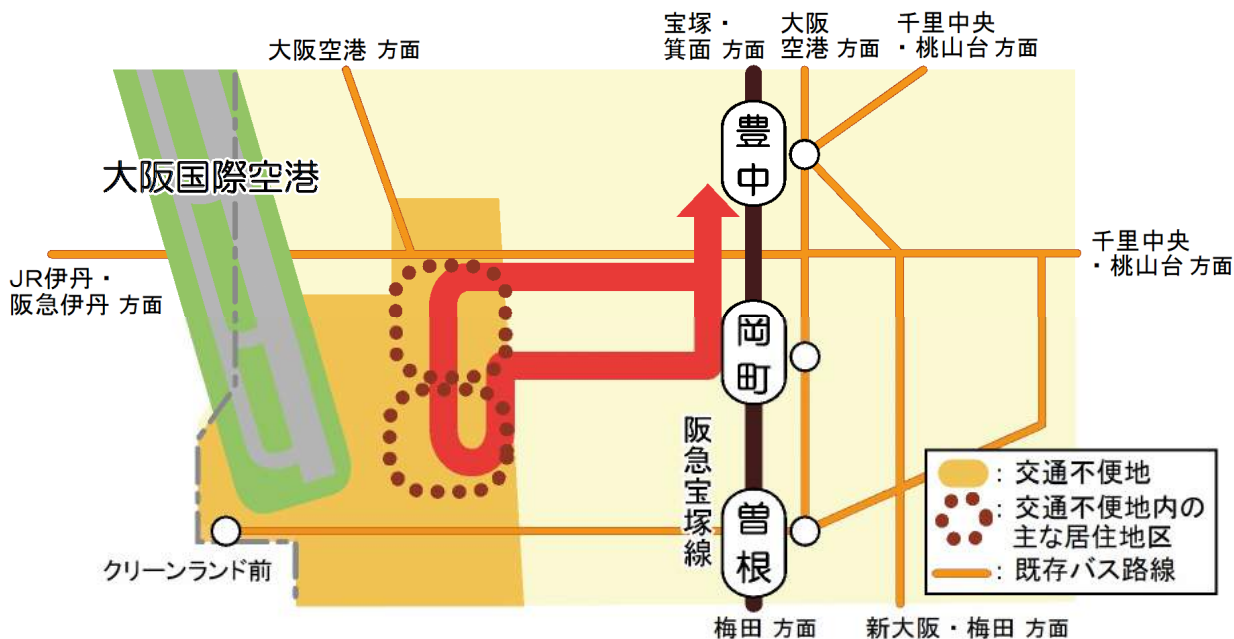 大阪空港 方面
宝塚・
箕面 方面
大阪
空港 方面
千里中央
・桃山台 方面
大阪国際空港
豊中
JR伊丹・
阪急伊丹 方面
千里中央
・桃山台 方面
岡町
阪急宝塚線
曽根
クリーンランド前
梅田 方面
新大阪・梅田 方面
：交通不便地
：交通不便地内の
主な居住地区
：既存バス路線